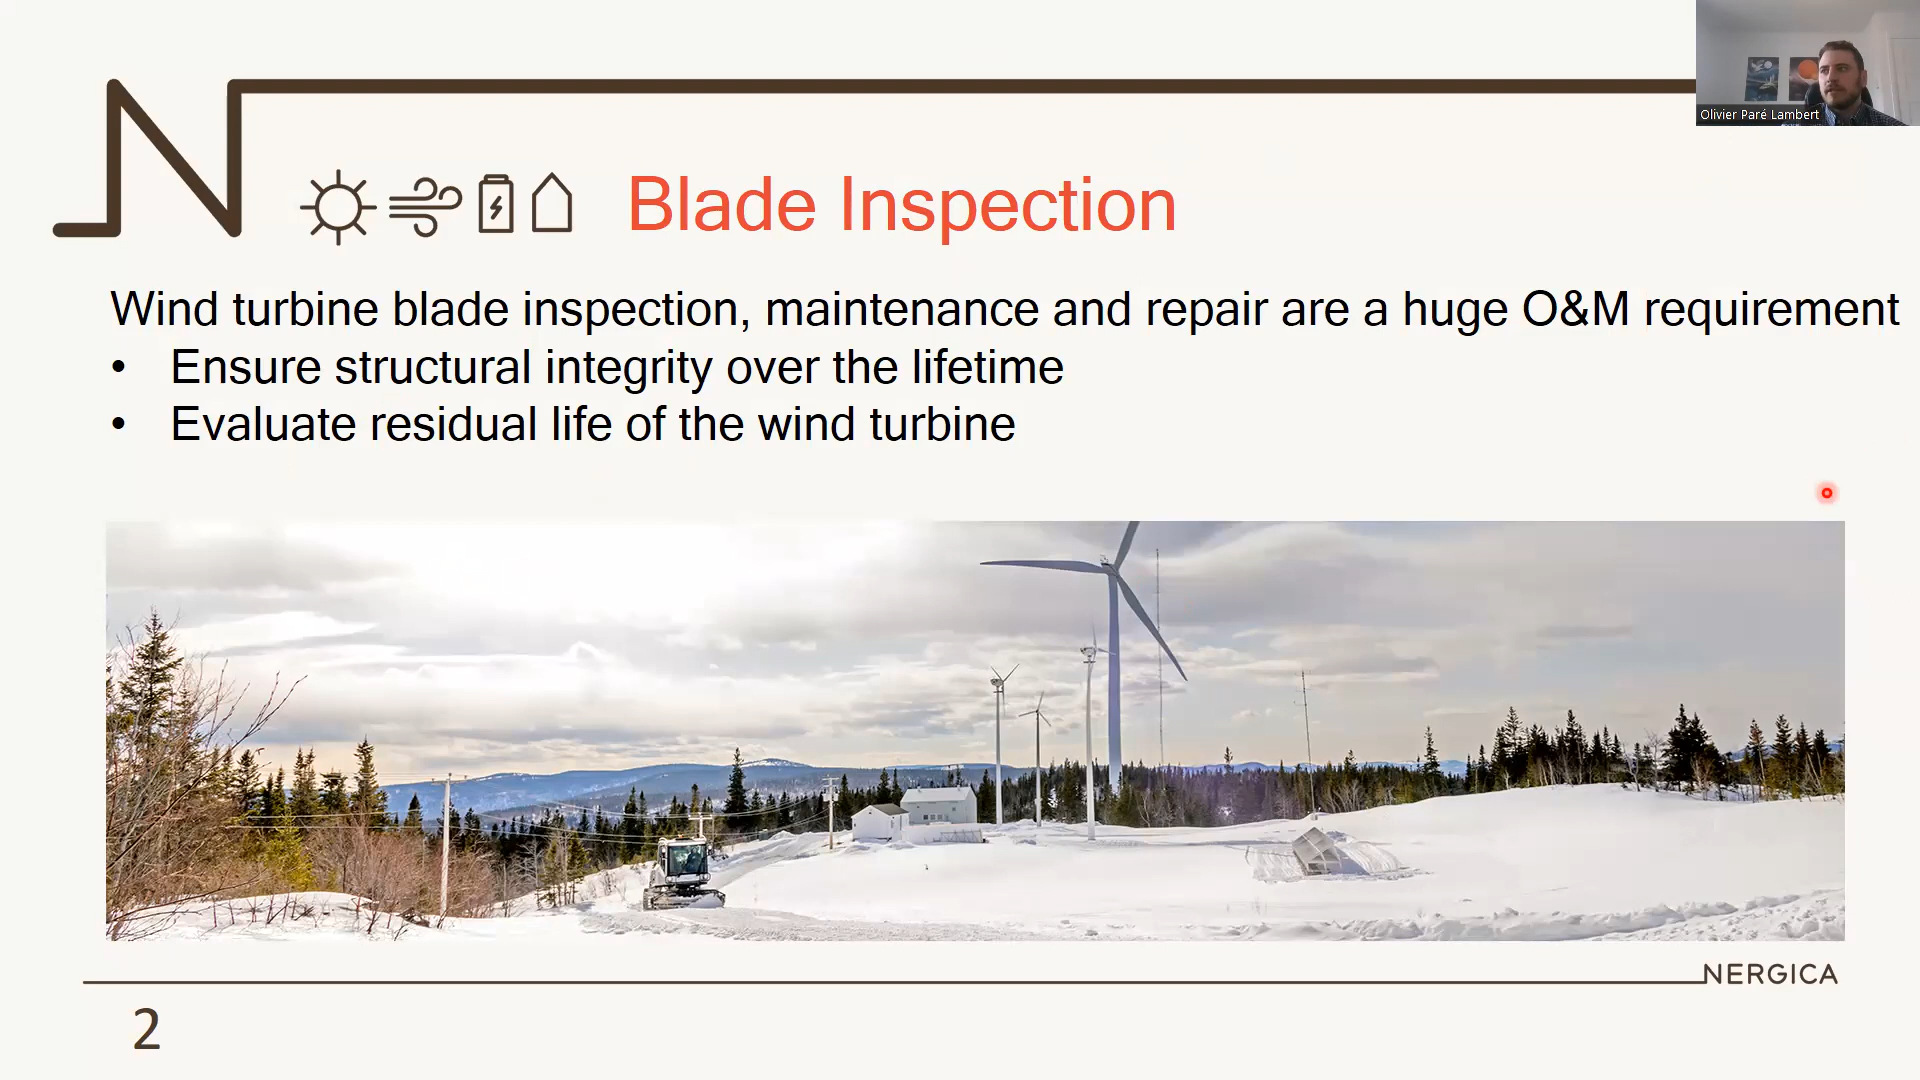 Olivier Paré Lambert
Blade Inspection
Wind turbine blade inspection, maintenance and repair are a huge O&M requirement
• Ensure structural integrity over the lifetime
• Evaluate residual life of the wind turbine
NERGICA
2